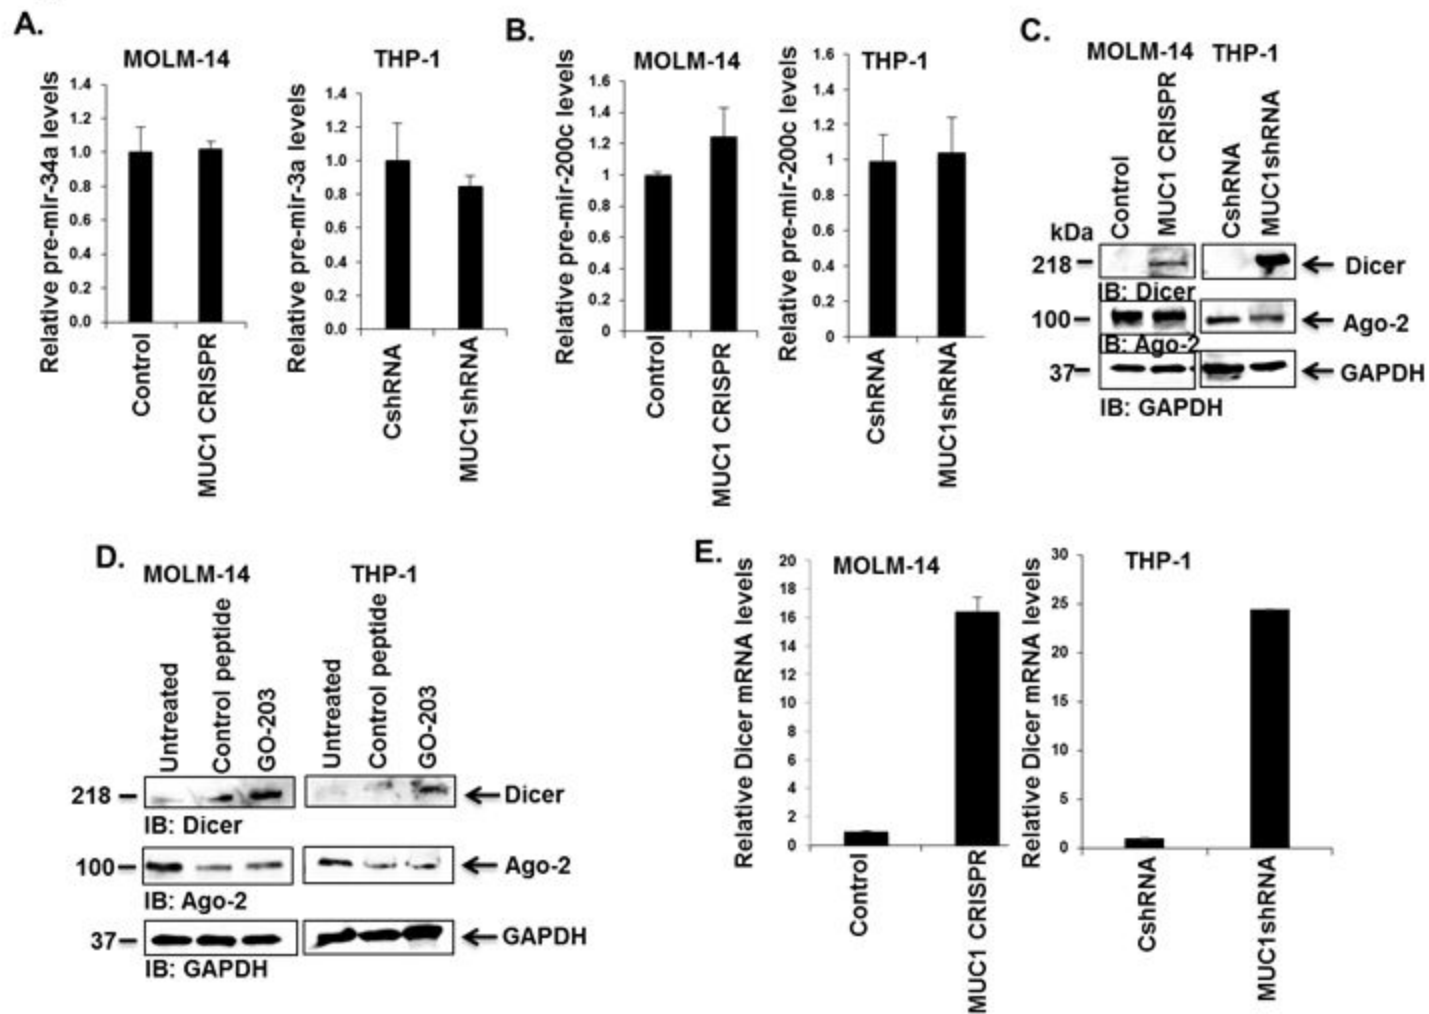 A.
MOLM-14
THP-1
Relative pre-mir-34a levels
1.4
1.2
1.0
0.8
0.6
0.4
0.2
0.0
Control
MUC1 CRISPR
Relative pre-mir-3a levels
1.4
1.2
1.0
0.8
0.6
0.4
0.2
0.0
CshRNA
MUC1shRNA
B.
MOLM-14
THP-1
Relative pre-mir-200c levels
1.6
1.4
1.2
1
0.8
0.6
0.4
0.2
0
Control
MUC1 CRISPR
Relative pre-mir-200c levels
1.6
1.4
1.2
1
0.8
0.6
0.4
0.2
0
CshRNA
MUC1shRNA
C.
MOLM-14 THP-1
Control
MUC1 CRISPR
CshRNA
MUC1shRNA
kDa
218
Dicer
IB: Dicer
100
Ago-2
IB: Ago-2
37
GAPDH
IB: GAPDH
D.
MOLM-14
THP-1
Untreated
Control peptide
GO-203
Untreated
Control peptide
GO-203
218
Dicer
IB: Dicer
100
Ago-2
IB: Ago-2
37
GAPDH
IB: GAPDH
E.
MOLM-14
THP-1
Relative Dicer mRNA levels
20
18
16
14
12
10
8
6
4
2
0
Control
MUC1 CRISPR
Relative Dicer mRNA levels
30
25
20
15
10
5
0
CshRNA
MUC1shRNA